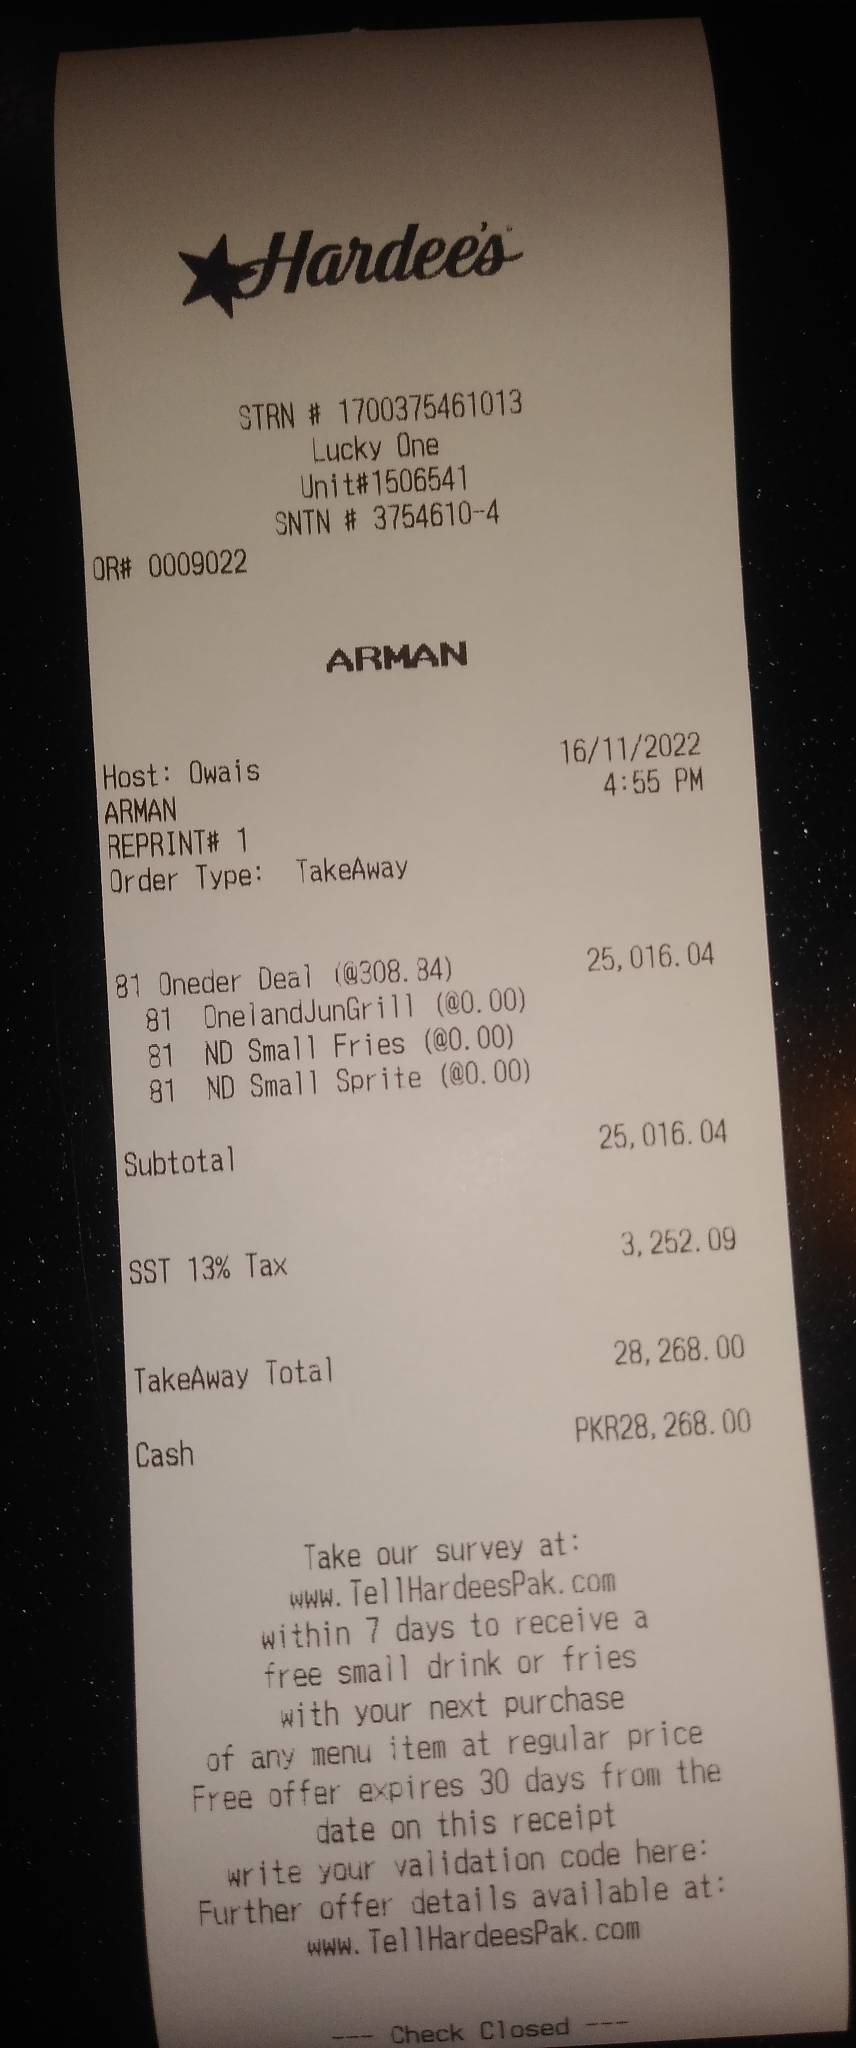 Hardee's
STRN # 1700375461013
Lucky One
Unit#1506541
SNTN # 3754610-4
OR# 0009022
ARMAN
Host: Owais 16/11/2022
ARMAN 4:55 PM
REPRINT# 1
Order Type: TakeAway
81 Oneder Deal (@308.84) 25,016.04
81 OnelandJunGrill (@0.00)
81 ND Small Fries (@0.00)
81 ND Small Sprite (@0.00)
Subtotal 25,016.04
SST 13% Tax 3,252.09
TakeAway Total 28,268.00
Cash PKR28,268.00
Take our survey at:
www.TellHardeesPak.com
within 7 days to receive a
free small drink or fries
with your next purchase
of any menu item at regular price
Free offer expires 30 days from the
date on this receipt
write your validation code here:
Further offer details available at:
www.TellHardeesPak.com
--- Check Closed ---